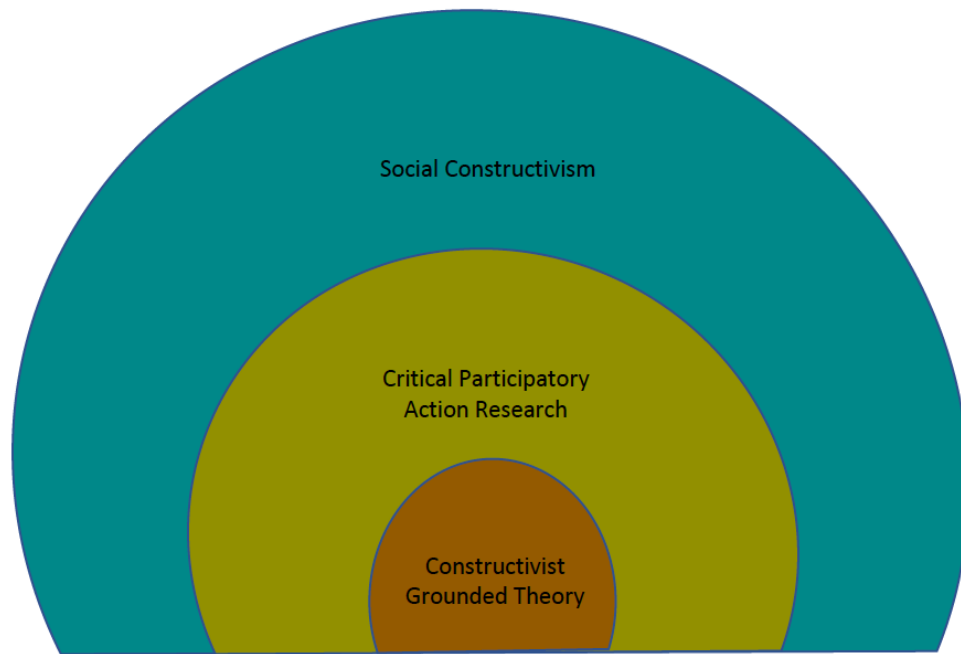 Social Constructivism
Critical Participatory
Action Research
Constructivist
Grounded Theory